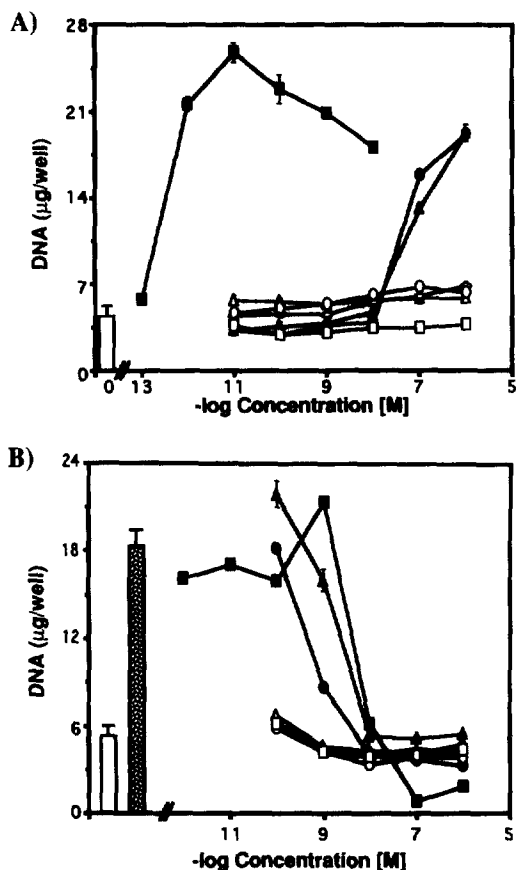 A)
28
21
14
7
0
DNA (µg/well)
0 13 11 9 7 5
-log Concentration [M]
B)
24
18
12
6
0
DNA (µg/well)
11 9 7 5
-log Concentration [M]